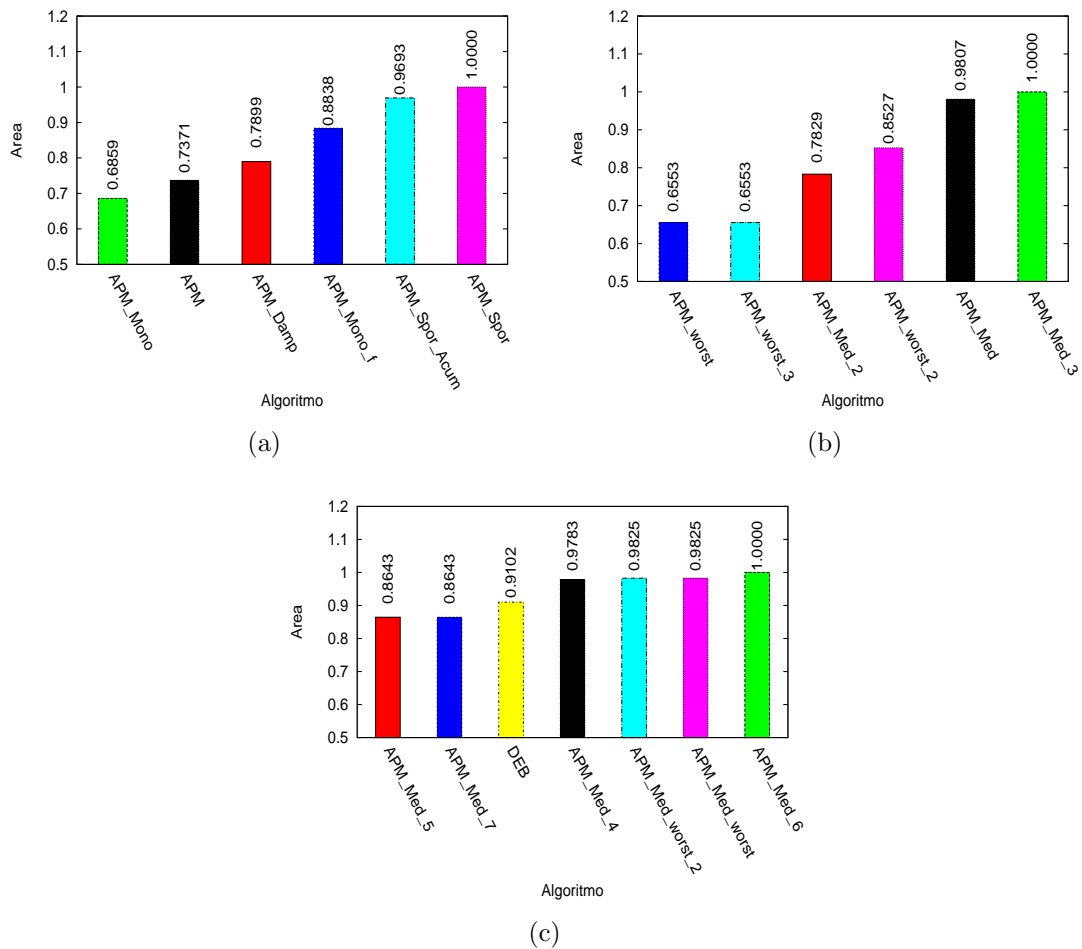 1.2
1.1
1
0.9
0.8
0.7
0.6
0.5
Area
0.6859
0.7371
0.7899
0.8838
0.9693
1.0000
APM_Mono
APM
APM_Damp
APM_Mono_f
APM_Spor_Acum
APM_Spor
Algoritmo
(a)
1.2
1.1
1
0.9
0.8
0.7
0.6
0.5
Area
0.6553
0.6553
0.7829
0.8527
0.9807
1.0000
APM_worst
APM_worst_3
APM_Med_2
APM_worst_2
APM_Med
APM_Med_3
Algoritmo
(b)
1.2
1.1
1
0.9
0.8
0.7
0.6
0.5
Area
0.8643
0.8643
0.9102
0.9783
0.9825
0.9825
1.0000
APM_Med_5
APM_Med_7
DEB
APM_Med_4
APM_Med_worst_2
APM_Med_worst
APM_Med_6
Algoritmo
(c)